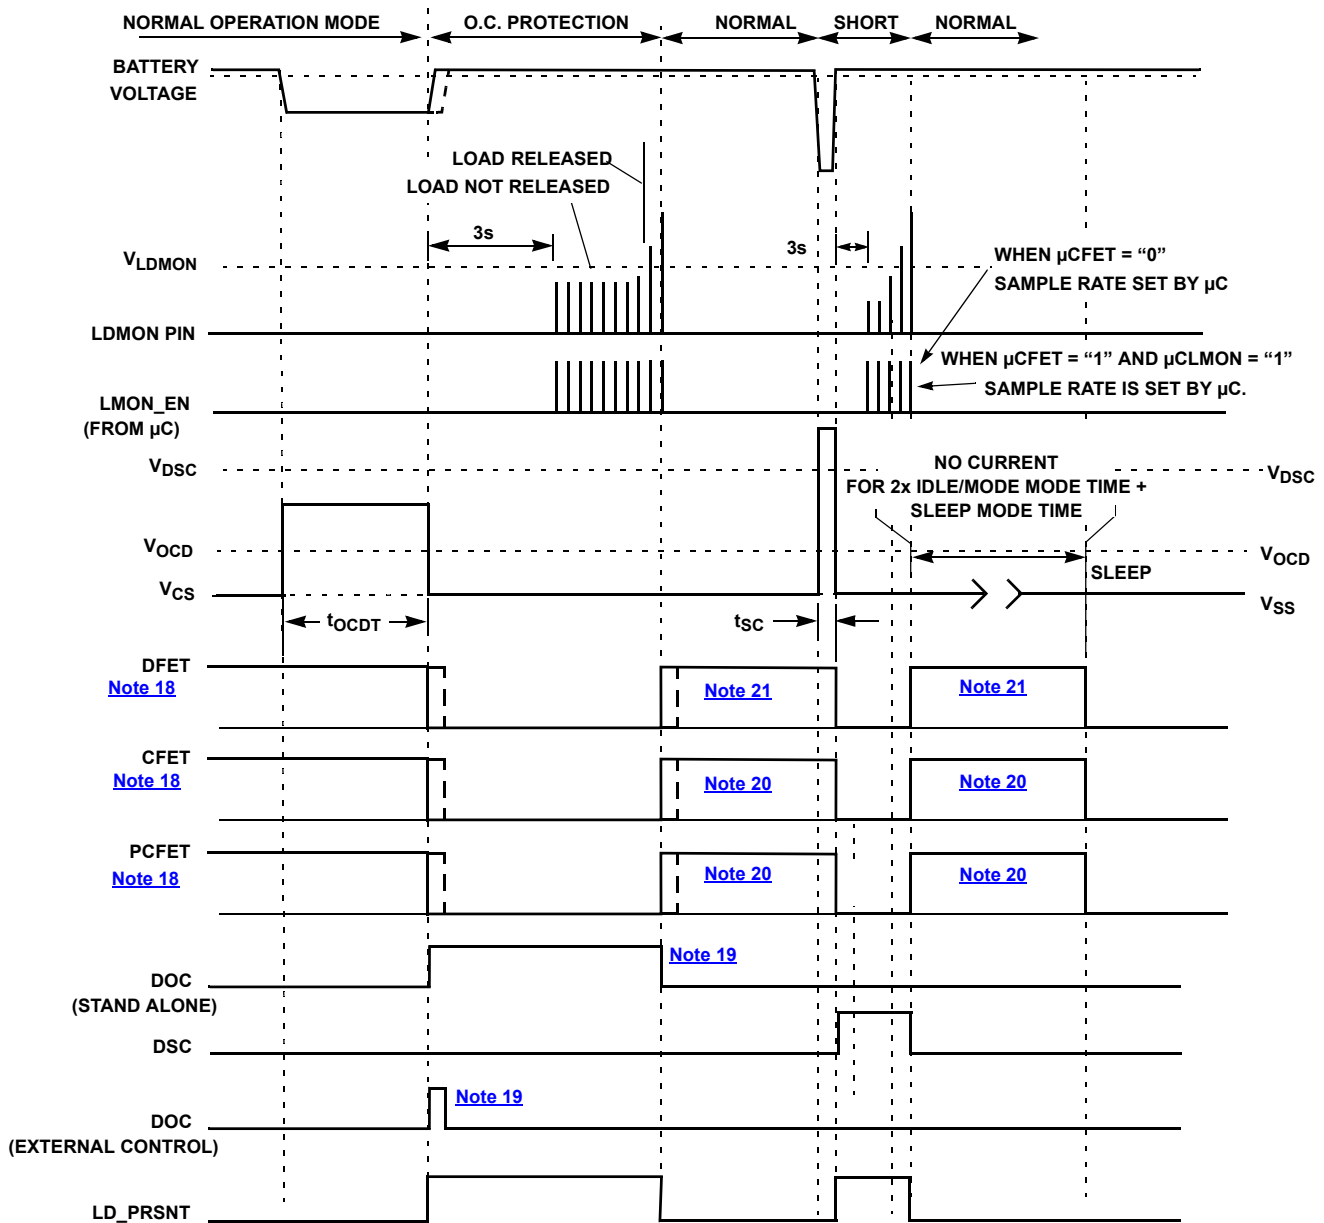 NORMAL OPERATION MODE O.C. PROTECTION NORMAL SHORT NORMAL
BATTERY
VOLTAGE
LOAD RELEASED
LOAD NOT RELEASED
3s
3s
VLDMON
WHEN µCFET = “0”
SAMPLE RATE SET BY µC
LDMON PIN
WHEN µCFET = “1” AND µCLMON = “1”
SAMPLE RATE IS SET BY µC.
LMON_EN
(FROM µC)
VDSC
NO CURRENT
FOR 2x IDLE/MODE MODE TIME +
SLEEP MODE TIME
VDSC
VOCD
VOCD
SLEEP
VCS
VSS
tOCDT
tSC
DFET
Note 18
Note 21
Note 21
CFET
Note 18
Note 20
Note 20
PCFET
Note 18
Note 20
Note 20
Note 19
DOC
(STAND ALONE)
DSC
Note 19
DOC
(EXTERNAL CONTROL)
LD_PRSNT